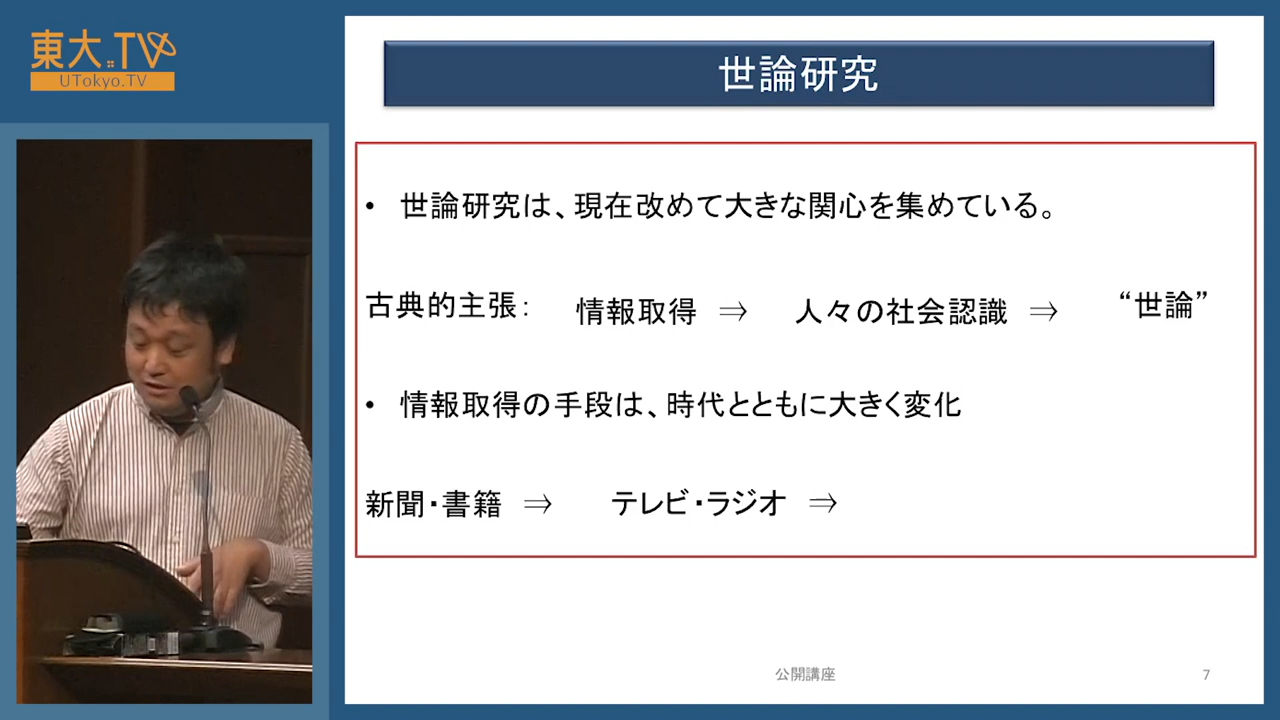 東大.TV
UTokyo.TV
世論研究
• 世論研究は、現在改めて大きな関心を集めている。
古典的主張: 情報取得 ⇒ 人々の社会認識 ⇒ “世論”
• 情報取得の手段は、時代とともに大きく変化
新聞・書籍 ⇒ テレビ・ラジオ ⇒
公開講座
7